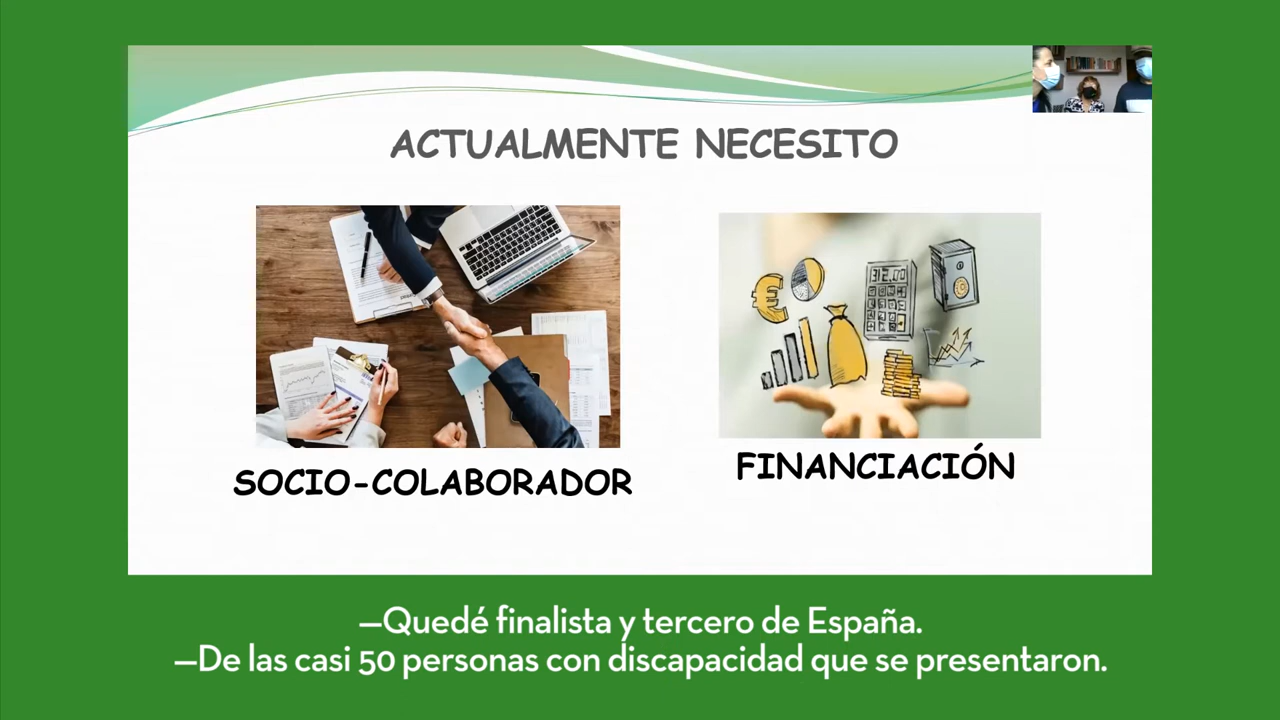 ACTUALMENTE NECESITO
SOCIO-COLABORADOR
FINANCIACIÓN
—Quedé finalista y tercero de España.
—De las casi 50 personas con discapacidad que se presentaron.